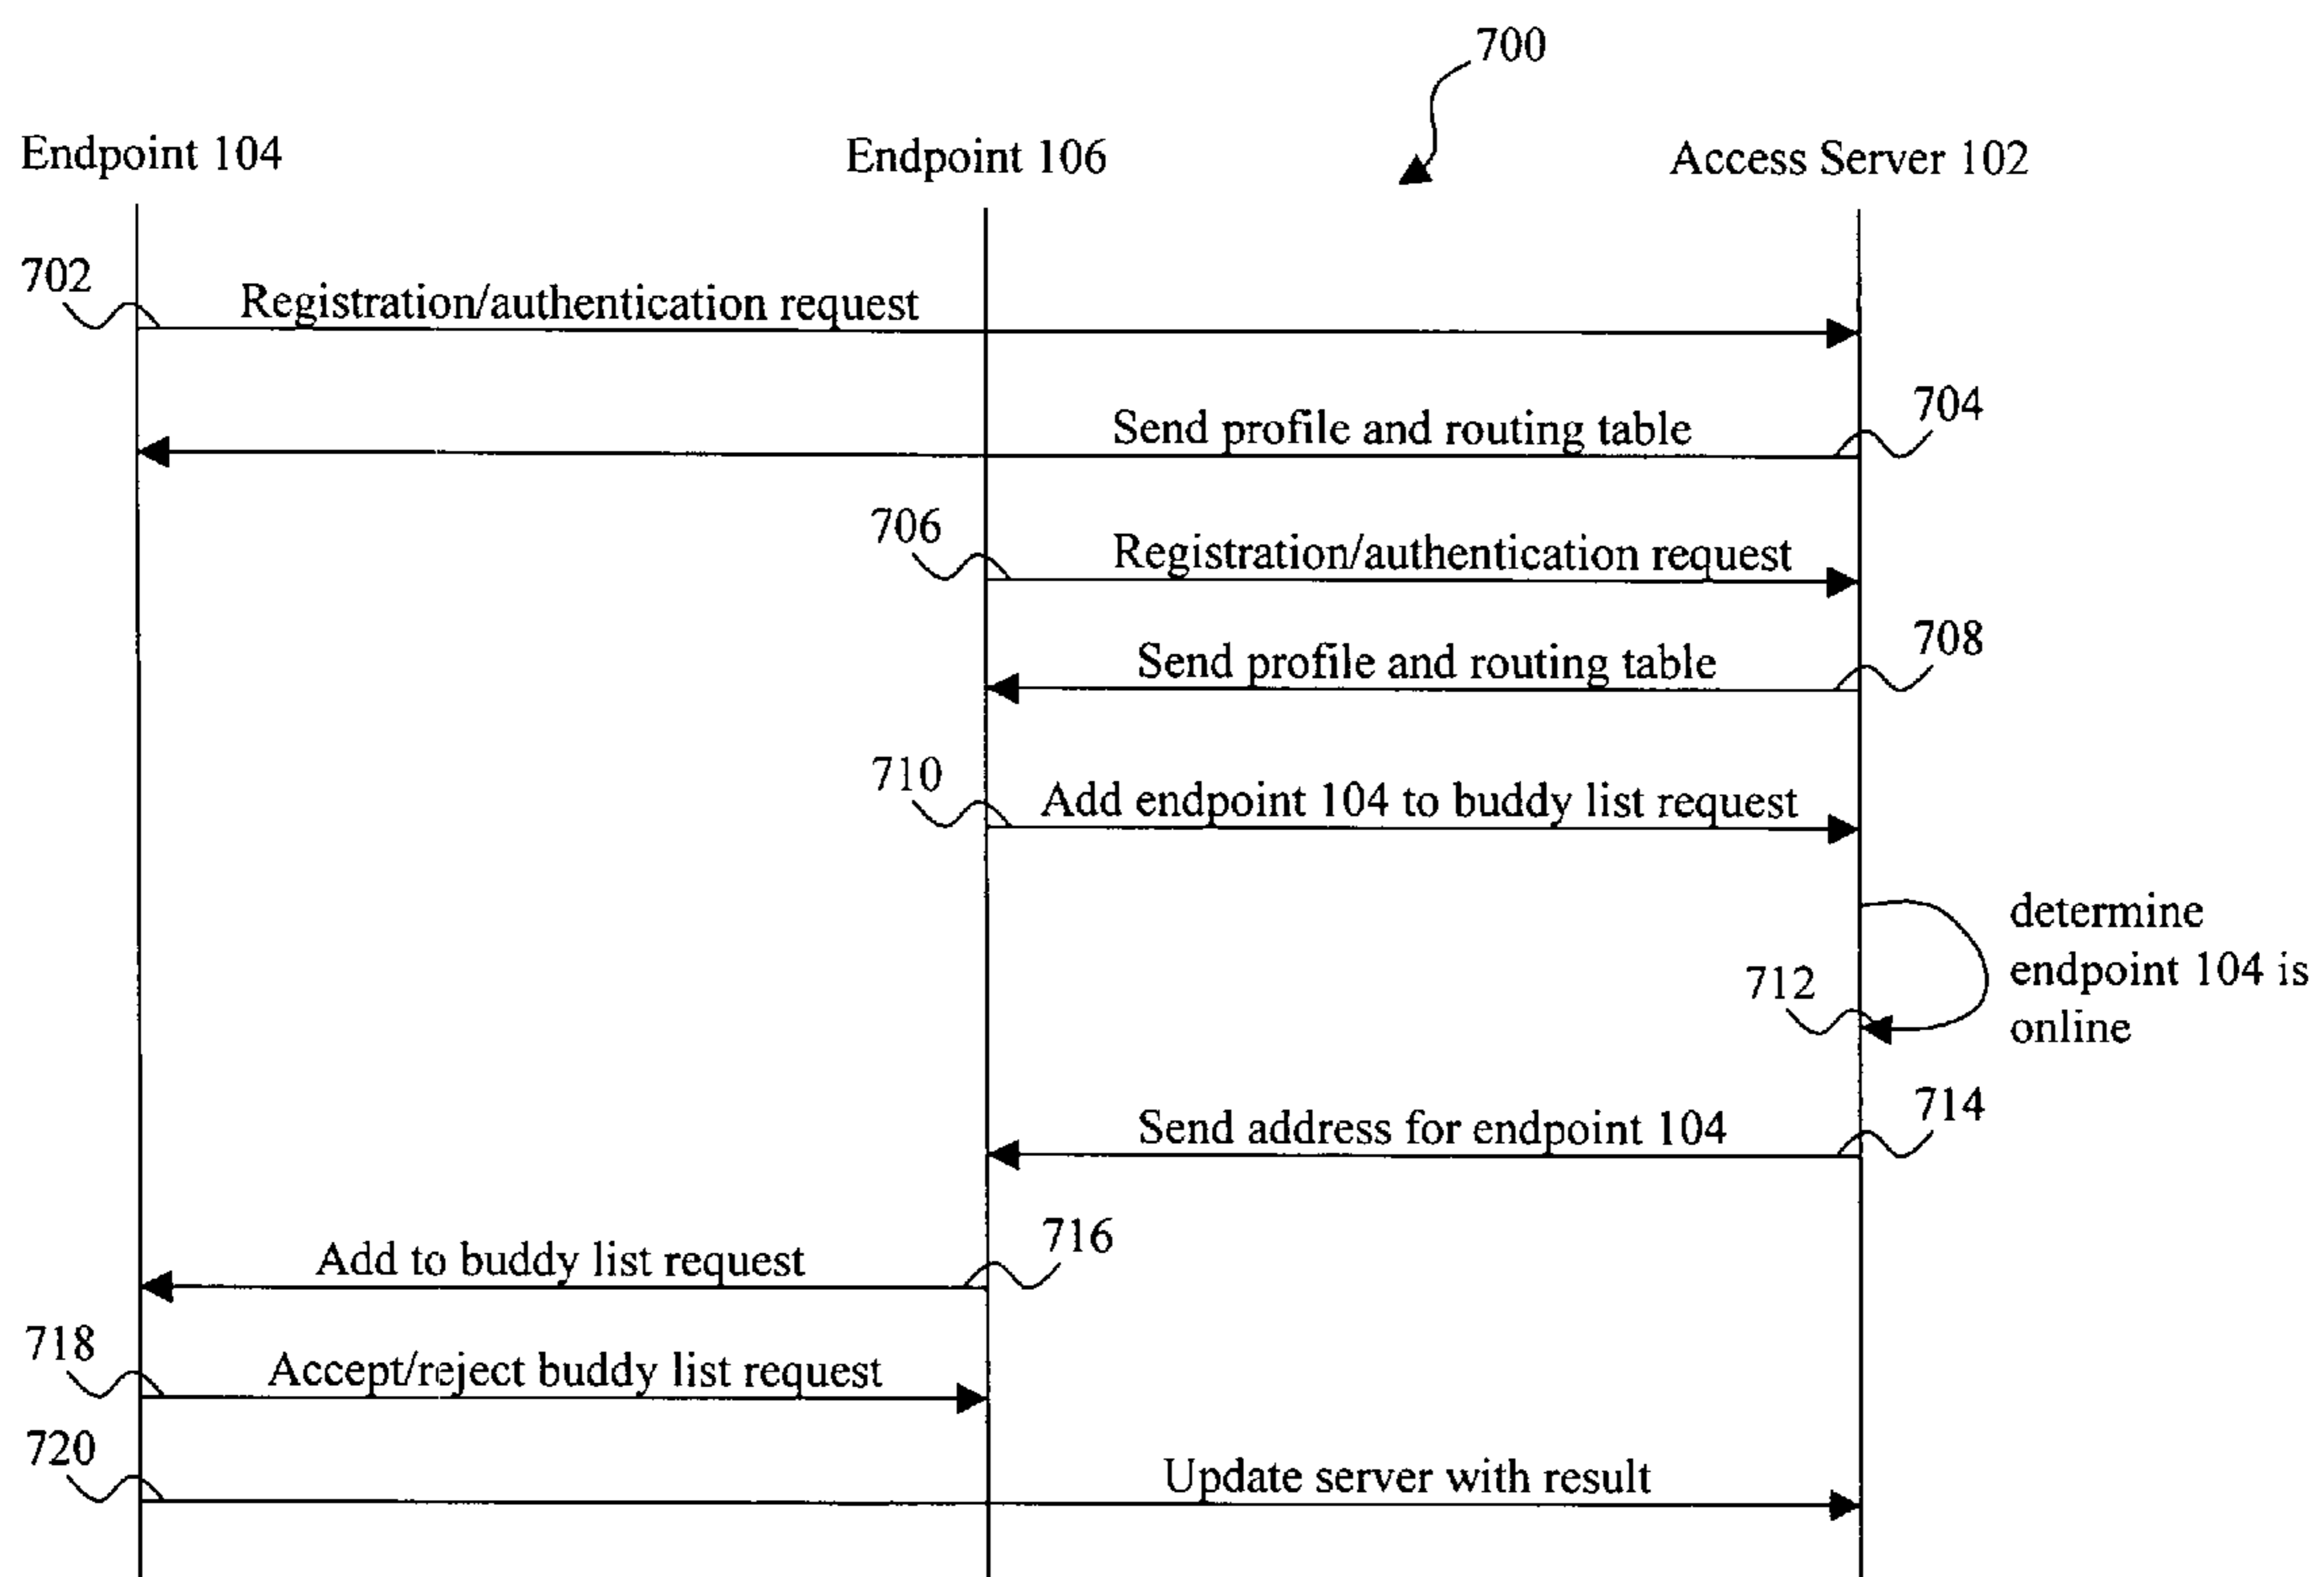 700
Endpoint 104
Endpoint 106
Access Server 102
702
Registration/authentication request
704
Send profile and routing table
706
Registration/authentication request
708
Send profile and routing table
710
Add endpoint 104 to buddy list request
determine
endpoint 104 is
online
712
714
Send address for endpoint 104
716
Add to buddy list request
718
Accept/reject buddy list request
720
Update server with result